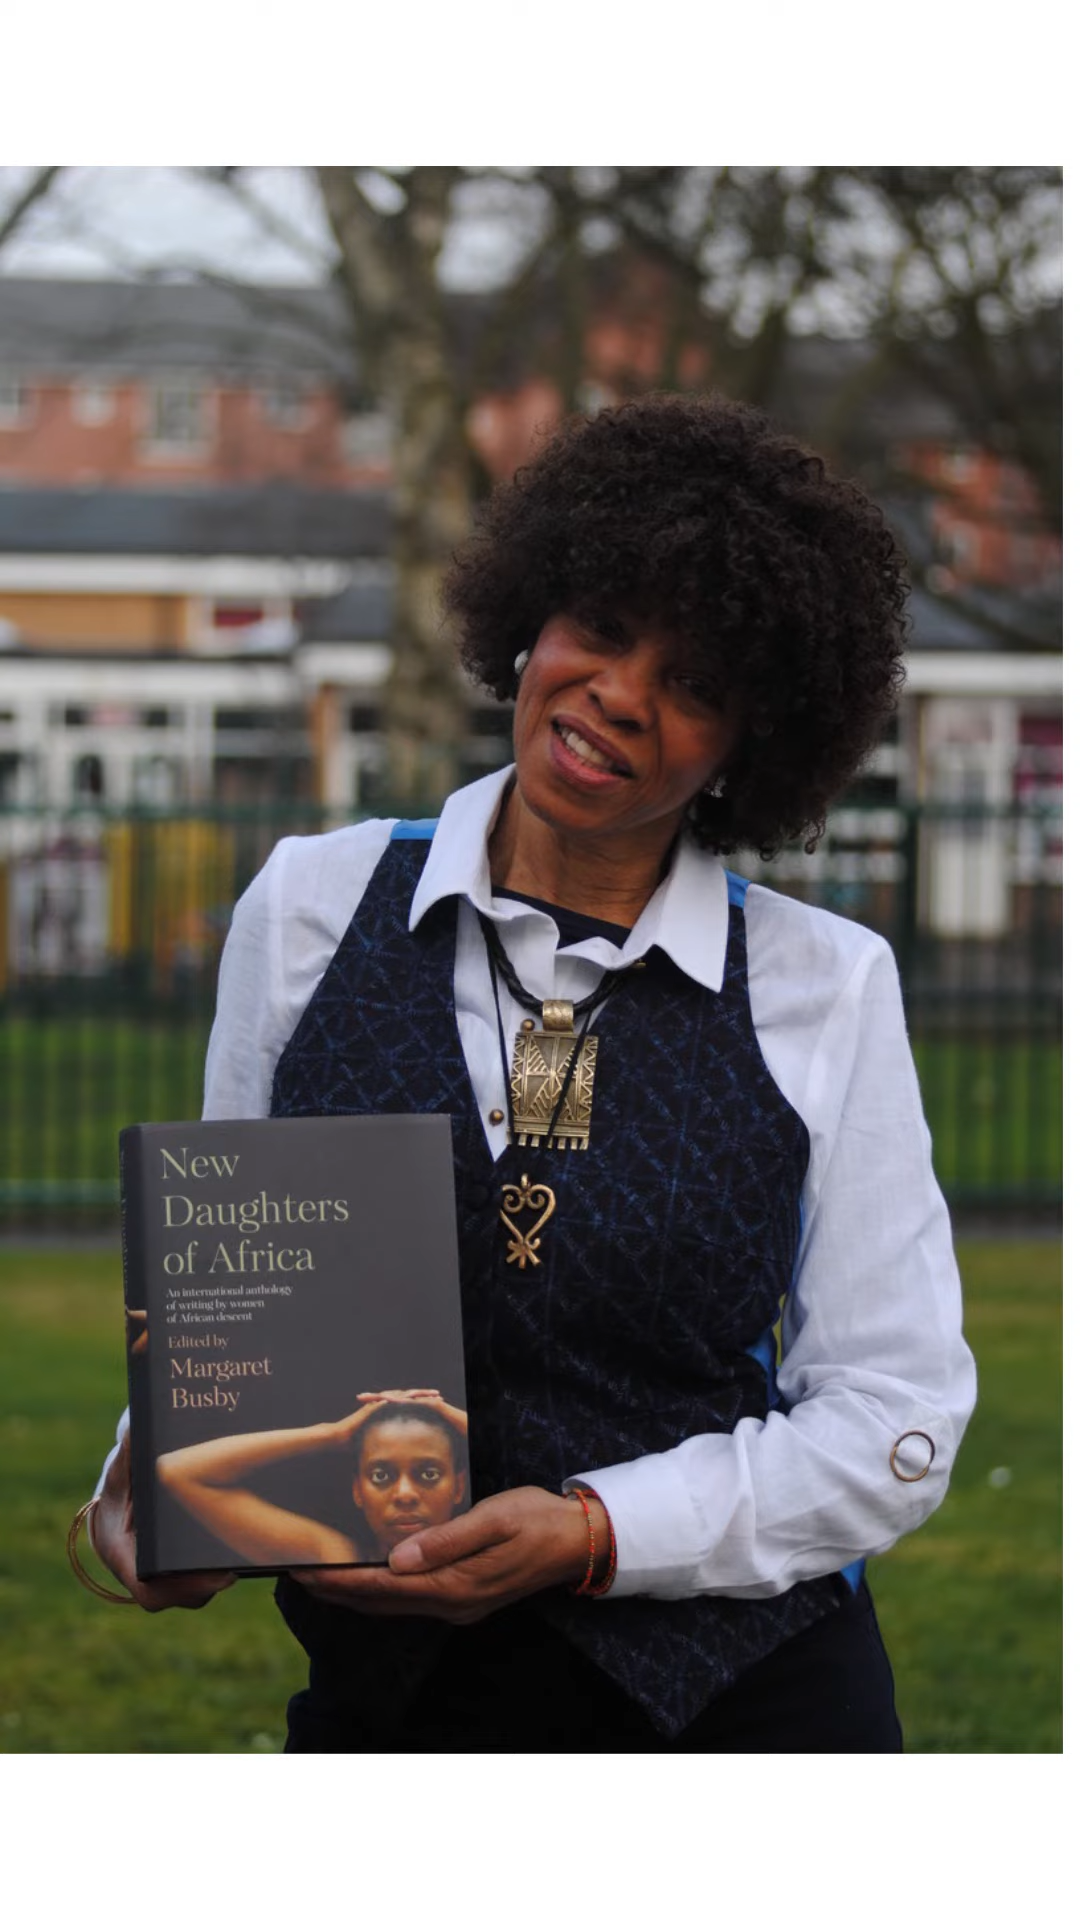 New
Daughters
of Africa
An international anthology
of writing by women
of African descent
Edited by
Margaret
Busby